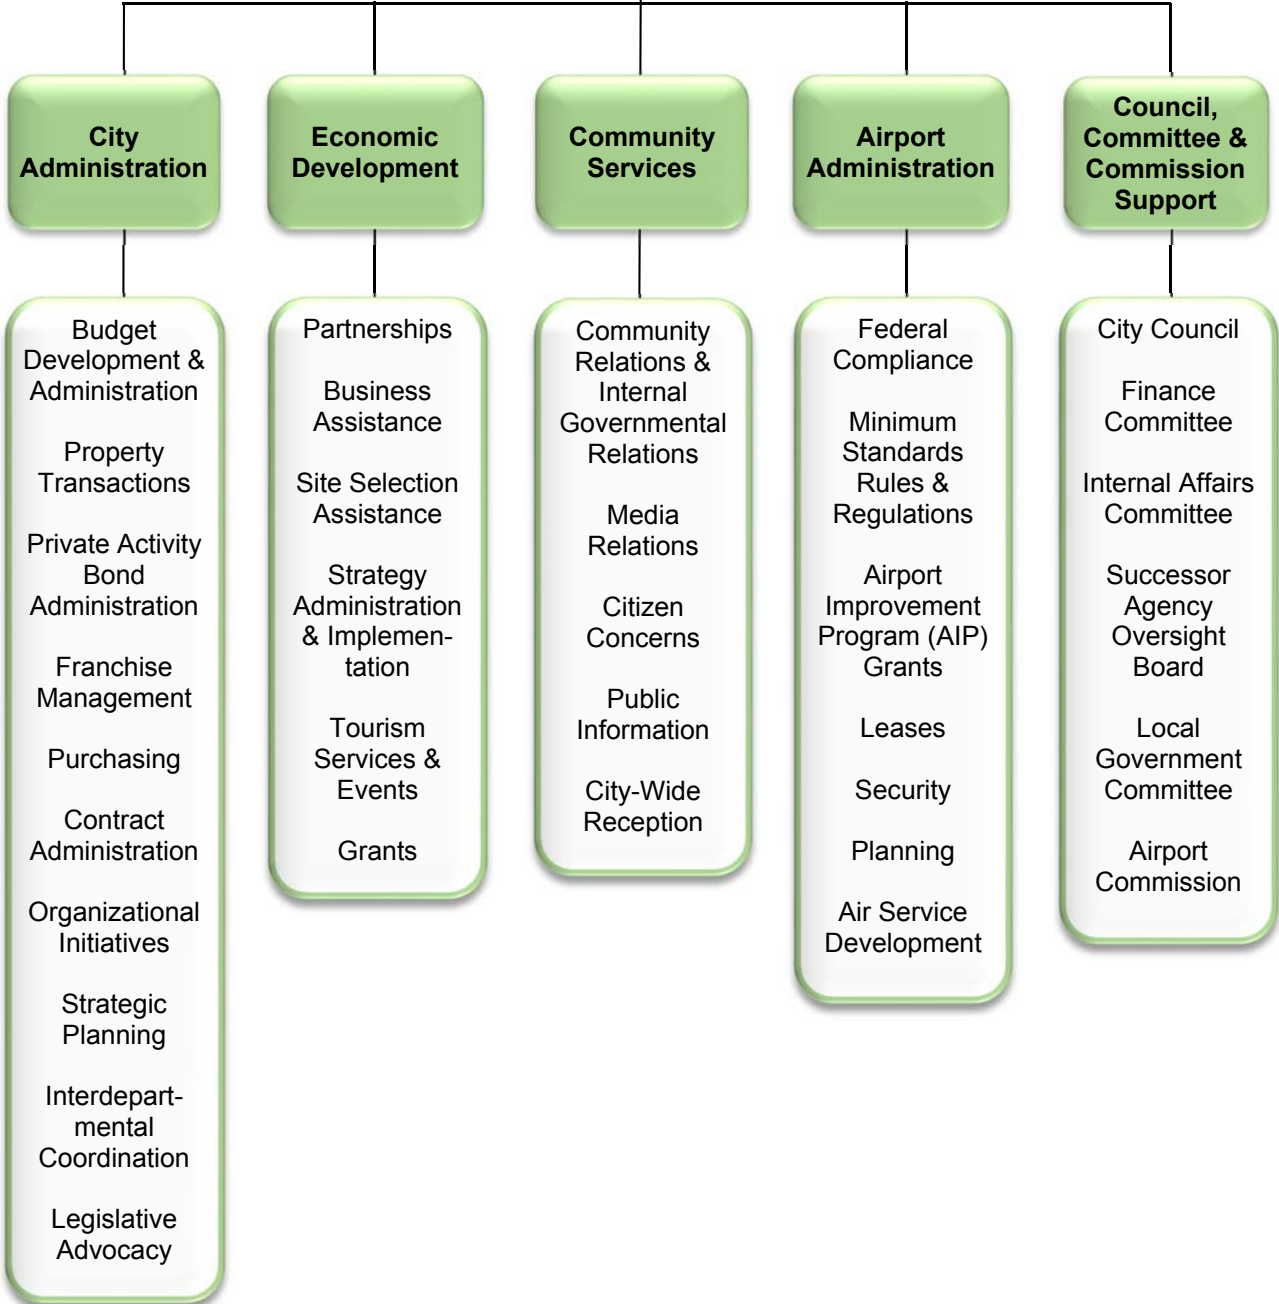 City
Administration
Economic
Development
Community
Services
Airport
Administration
Council,
Committee &
Commission
Support
Budget
Development &
Administration
Property
Transactions
Private Activity
Bond
Administration
Franchise
Management
Purchasing
Contract
Administration
Organizational
Initiatives
Strategic
Planning
Interdepart-
mental
Coordination
Legislative
Advocacy
Partnerships
Business
Assistance
Site Selection
Assistance
Strategy
Administration
& Implemen-
tation
Tourism
Services &
Events
Grants
Community
Relations &
Internal
Governmental
Relations
Media
Relations
Citizen
Concerns
Public
Information
City-Wide
Reception
Federal
Compliance
Minimum
Standards
Rules &
Regulations
Airport
Improvement
Program (AIP)
Grants
Leases
Security
Planning
Air Service
Development
City Council
Finance
Committee
Internal Affairs
Committee
Successor
Agency
Oversight
Board
Local
Government
Committee
Airport
Commission